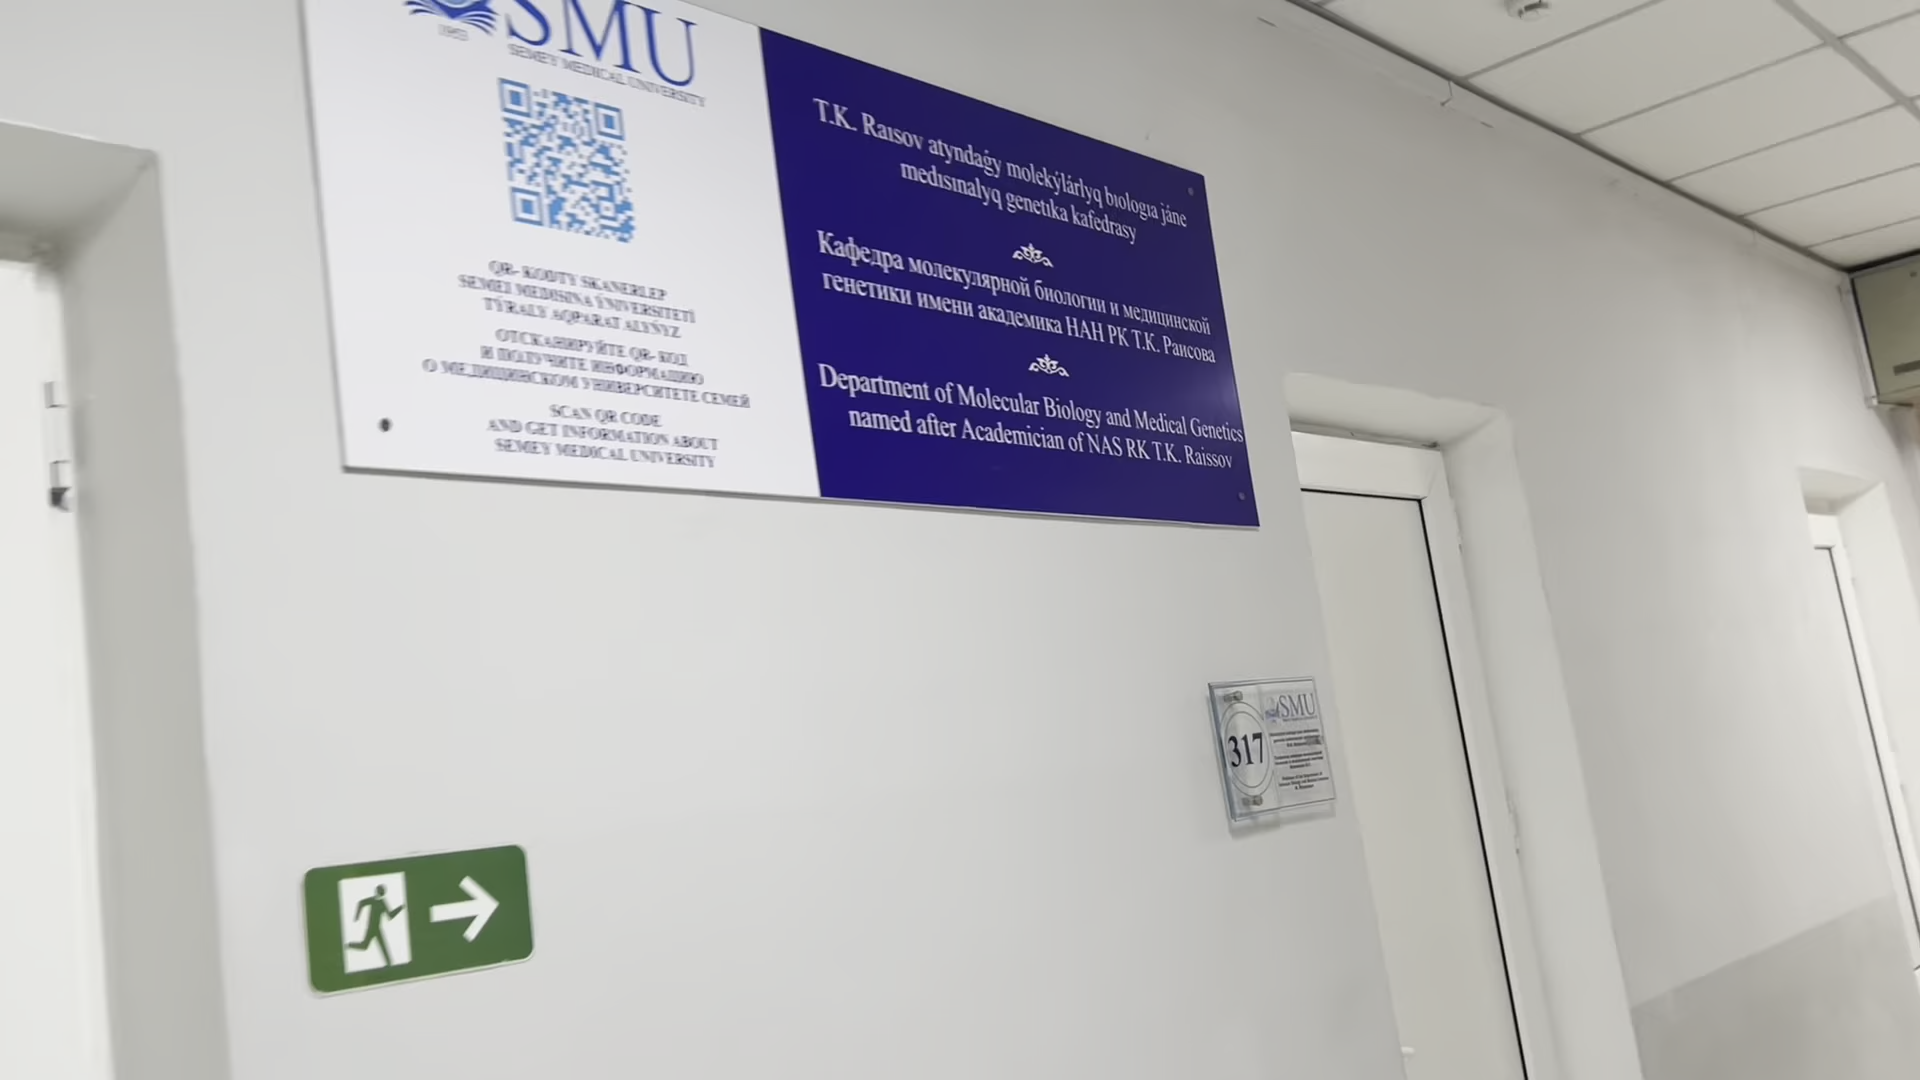 SMU
SEMEY MEDICAL UNIVERSITY
QR- KODTY SKANERLEP
SEMEI MEDISINA ÝNIVERSITETI
TÝRALY AQPARAT ALYŃYZ
ОТСКАНИРУЙТЕ QR- КОД
И ПОЛУЧИТЕ ИНФОРМАЦИЮ
О МЕДИЦИНСКОМ УНИВЕРСИТЕТЕ СЕМЕЙ
SCAN QR CODE
AND GET INFORMATION ABOUT
SEMEY MEDICAL UNIVERSITY
T.K. Raısov atyndaǵy molekýlárlyq bıologıa jáne
medısınalyq genetıka kafedrasy
Кафедра молекулярной биологии и медицинской
генетики имени академика НАН РК Т.К. Раисова
Department of Molecular Biology and Medical Genetics
named after Academician of NAS RK T.K. Raissov
317
SMU